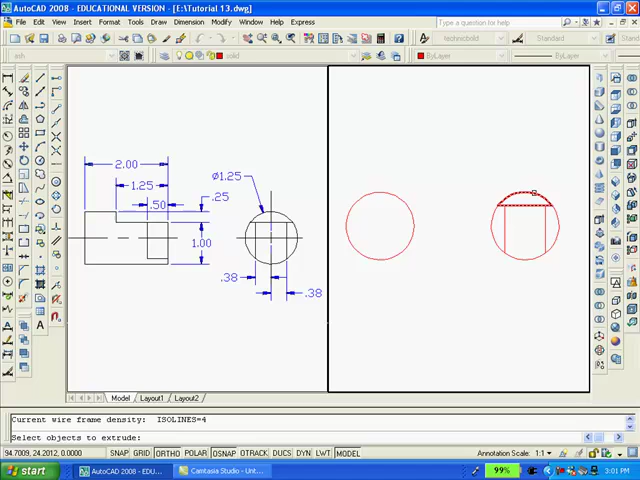 AutoCAD 2008 - EDUCATIONAL VERSION - [E:\Tutorial 13.dwg]
File Edit View Insert Format Tools Draw Dimension Modify Window Help Express
Type a question for help
solid
ByLayer
ByLayer
technicbold
Standard
Standard
2.00
1.25
.50
.25
1.00
Ø1.25
.38
.38
Model Layout1 Layout2
Current wire frame density: ISOLINES=4
Select objects to extrude:
94.7009, 24.2012, 0.0000 SNAP GRID ORTHO POLAR OSNAP OTRACK DUCS DYN LWT MODEL
Annotation Scale: 1:1
start
AutoCAD 2008 - EDU...
Camtasia Studio - Unt...
99%
3:01 PM